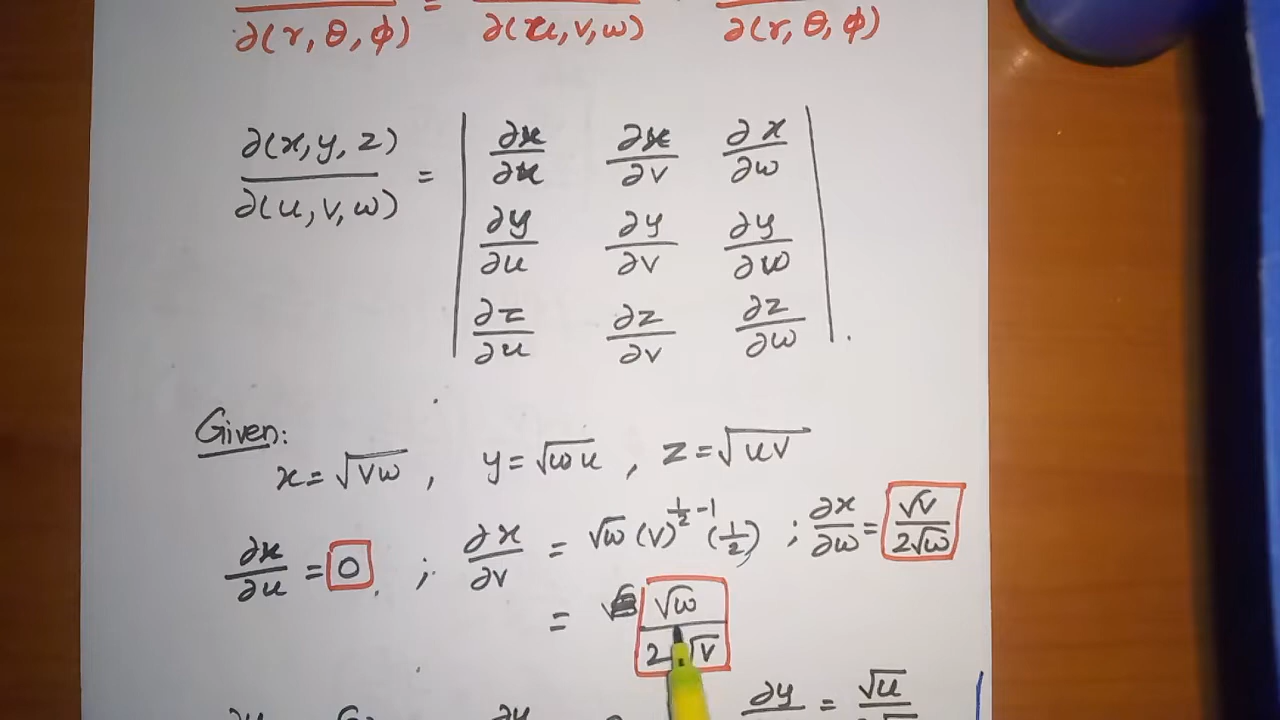 ∂(r, θ, ϕ) = ∂(u, v, w) . ∂(r, θ, ϕ)
∂(x, y, z) / ∂(u, v, w) = | ∂x/∂u ∂x/∂v ∂x/∂w |
| ∂y/∂u ∂y/∂v ∂y/∂w |
| ∂z/∂u ∂z/∂v ∂z/∂w | .
Given:
x = √vw , y = √wu , z = √uv
∂x/∂u = 0 . ; ∂x/∂v = √w (v)^(1/2 - 1) (1/2) ; ∂x/∂w = √v / 2√w
= √w / 2√v
∂y = √u